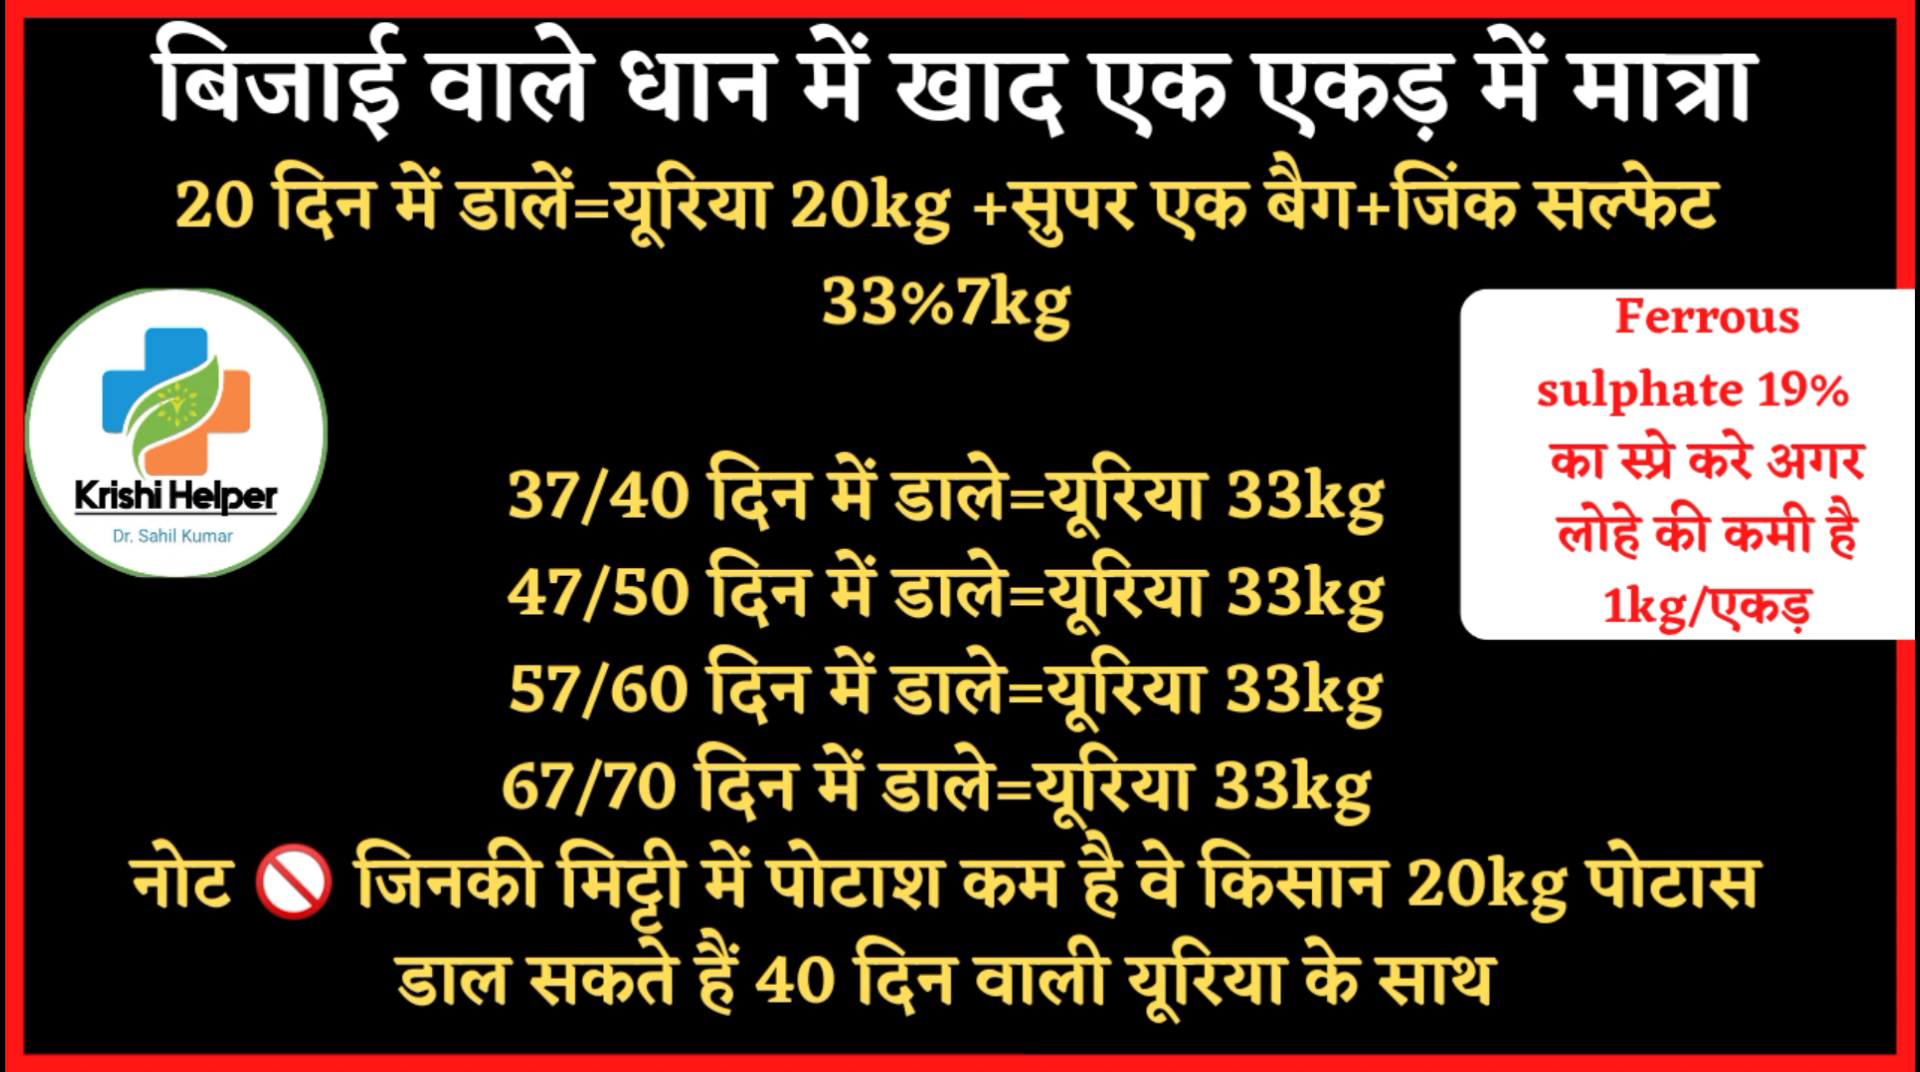 बिजाई वाले धान में खाद एक एकड़ में मात्रा
20 दिन में डालें=यूरिया 20kg +सुपर एक बैग+जिंक सल्फेट
33%7kg
Krishi Helper
Dr. Sahil Kumar
Ferrous
sulphate 19%
का स्प्रे करे अगर
लोहे की कमी है
1kg/एकड़
37/40 दिन में डाले=यूरिया 33kg
47/50 दिन में डाले=यूरिया 33kg
57/60 दिन में डाले=यूरिया 33kg
67/70 दिन में डाले=यूरिया 33kg
नोट 🚫 जिनकी मिट्टी में पोटाश कम है वे किसान 20kg पोटास
डाल सकते हैं 40 दिन वाली यूरिया के साथ